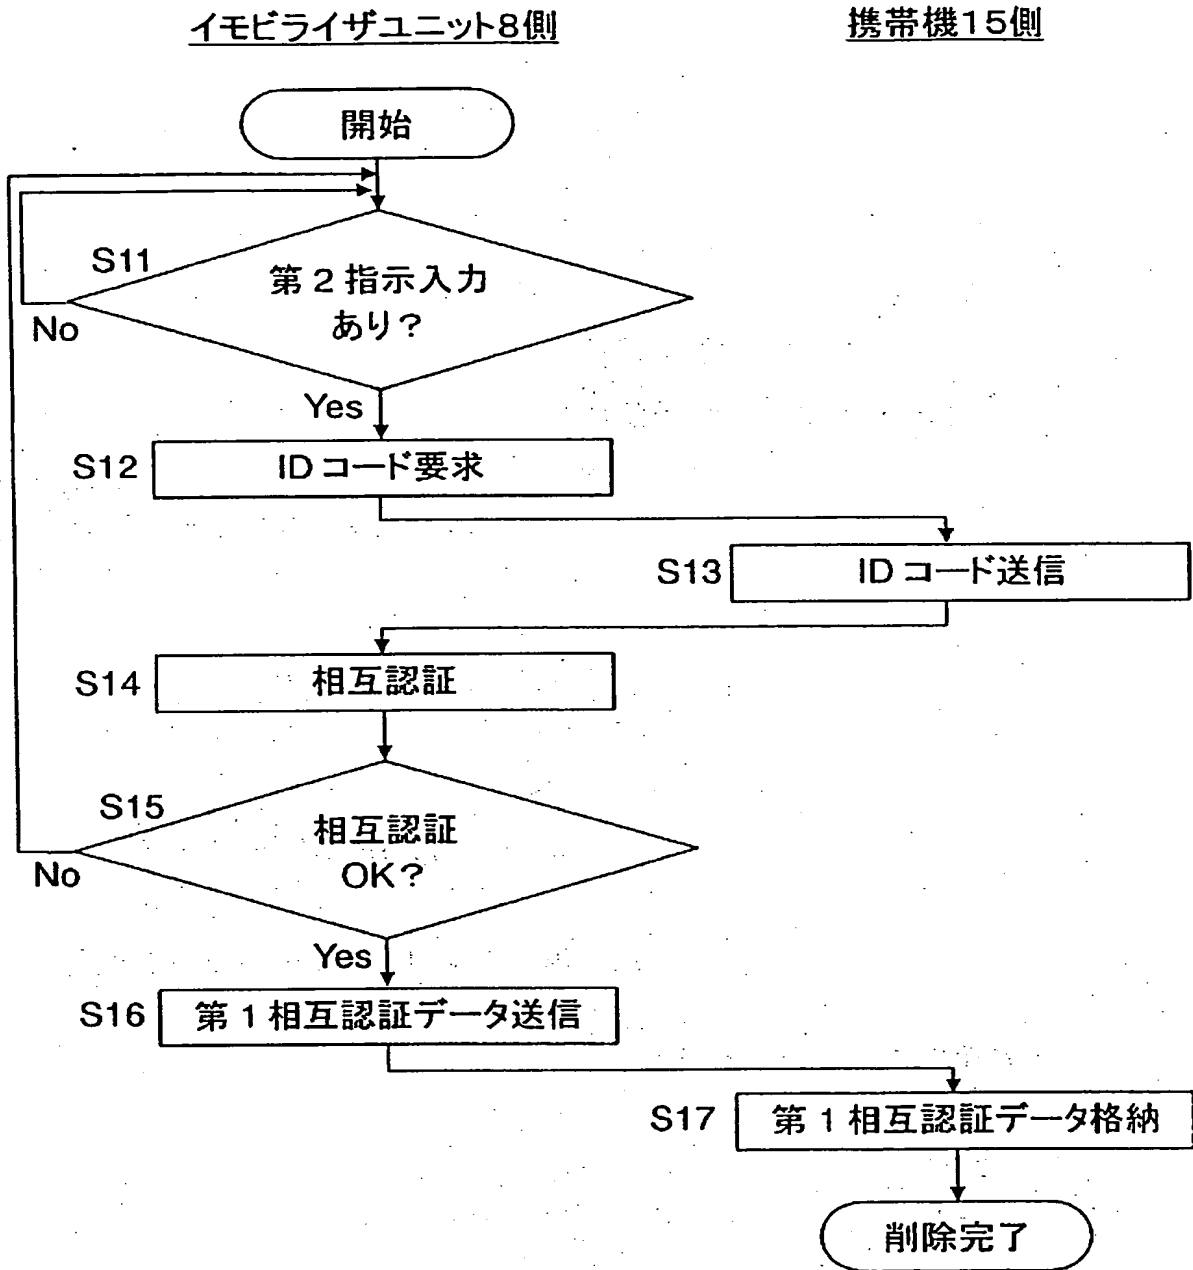 イモビライザユニット8側
携帯機15側
開始
S11
第2指示入力
あり?
No
Yes
S12
IDコード要求
S13
IDコード送信
S14
相互認証
S15
相互認証
OK?
No
Yes
S16
第1相互認証データ送信
S17
第1相互認証データ格納
削除完了